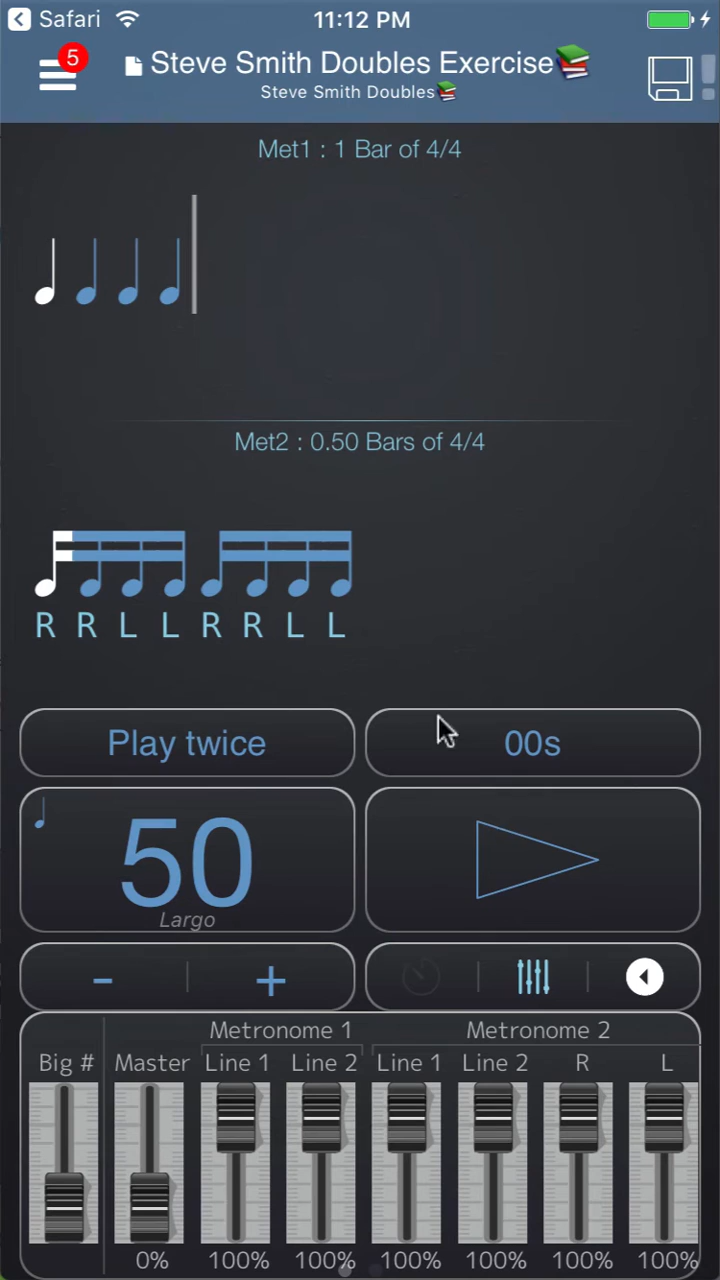 Safari
11:12 PM
5
Steve Smith Doubles Exercise📚
Steve Smith Doubles📚
Met1 : 1 Bar of 4/4
Met2 : 0.50 Bars of 4/4
R R L L R R L L
Play twice
00s
50
Largo
- +
Metronome 1 Metronome 2
Big # Master Line 1 Line 2 Line 1 Line 2 R L
0% 100% 100% 100% 100% 100% 100%